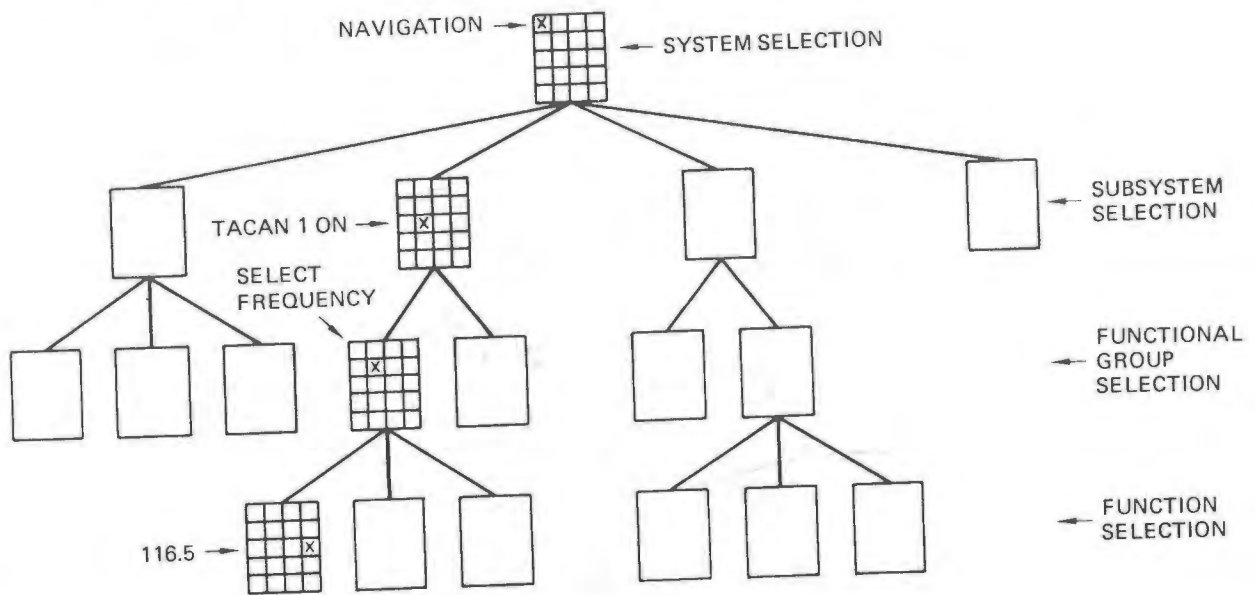 NAVIGATION
X
SYSTEM SELECTION
SUBSYSTEM
SELECTION
TACAN 1 ON
X
SELECT
FREQUENCY
X
FUNCTIONAL
GROUP
SELECTION
116.5
X
FUNCTION
SELECTION